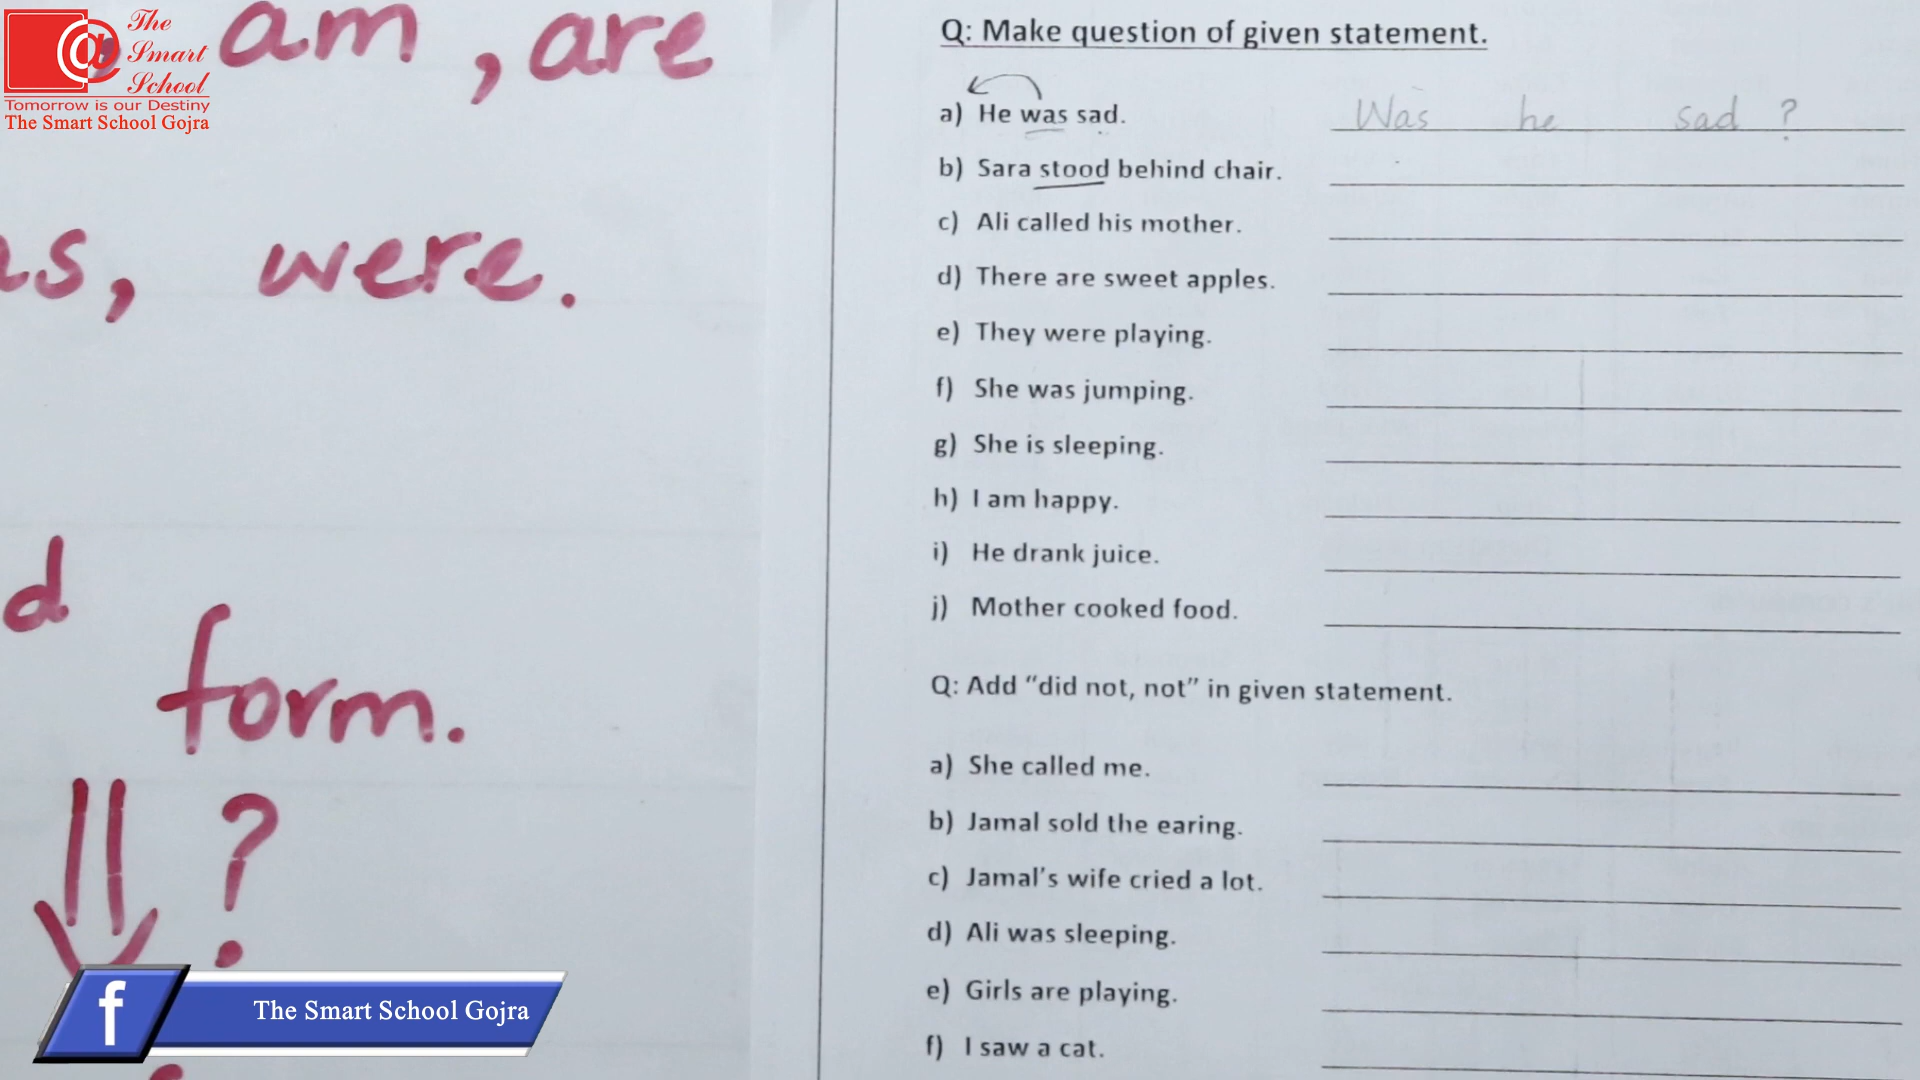 The
Smart
School
Tomorrow is our Destiny
The Smart School Gojra
am, are
s, were.
d
form.
?
Q: Make question of given statement.
a) He was sad. Was he sad ?
b) Sara stood behind chair.
c) Ali called his mother.
d) There are sweet apples.
e) They were playing.
f) She was jumping.
g) She is sleeping.
h) I am happy.
i) He drank juice.
j) Mother cooked food.
Q: Add “did not, not” in given statement.
a) She called me.
b) Jamal sold the earing.
c) Jamal’s wife cried a lot.
d) Ali was sleeping.
e) Girls are playing.
f) I saw a cat.
f The Smart School Gojra